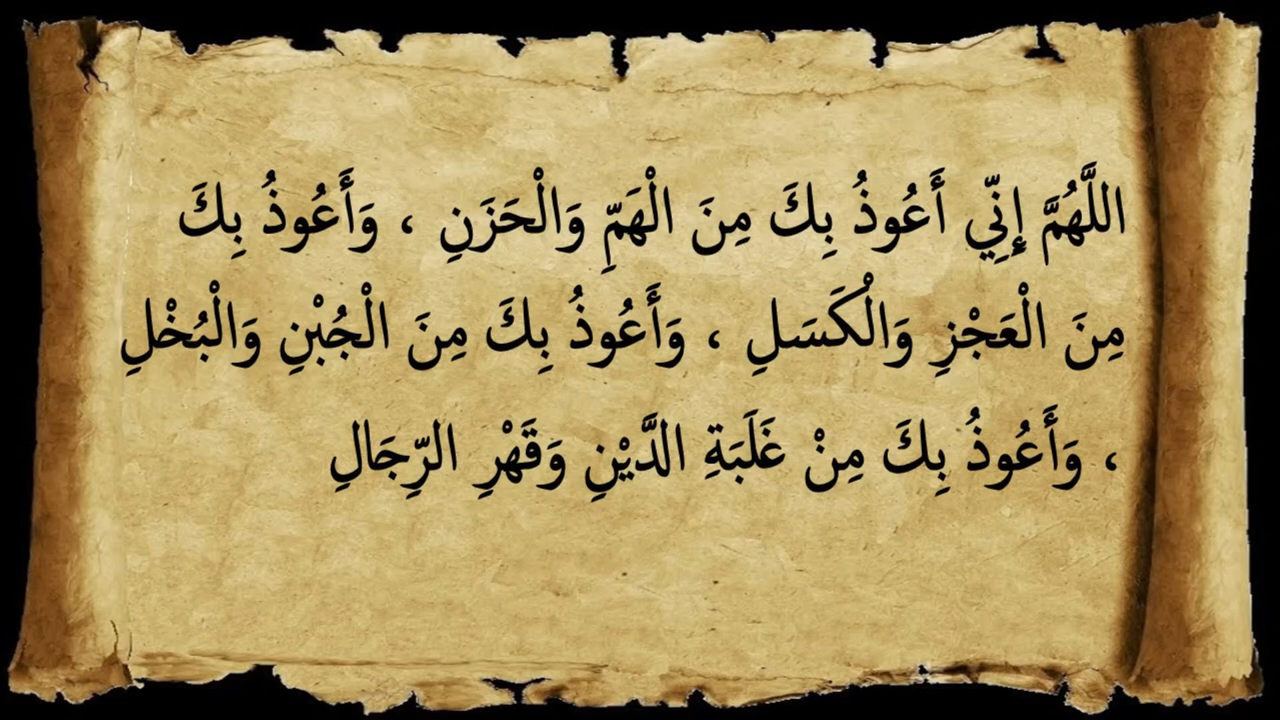 اللَّهُمَّ إِنِّي أَعُوذُ بِكَ مِنَ الْهَمِّ وَالْحَزَنِ ، وَأَعُوذُ بِكَ
مِنَ الْعَجْزِ وَالْكَسَلِ ، وَأَعُوذُ بِكَ مِنَ الْجُبْنِ وَالْبُخْلِ
، وَأَعُوذُ بِكَ مِنْ غَلَبَةِ الدَّيْنِ وَقَهْرِ الرِّجَالِ